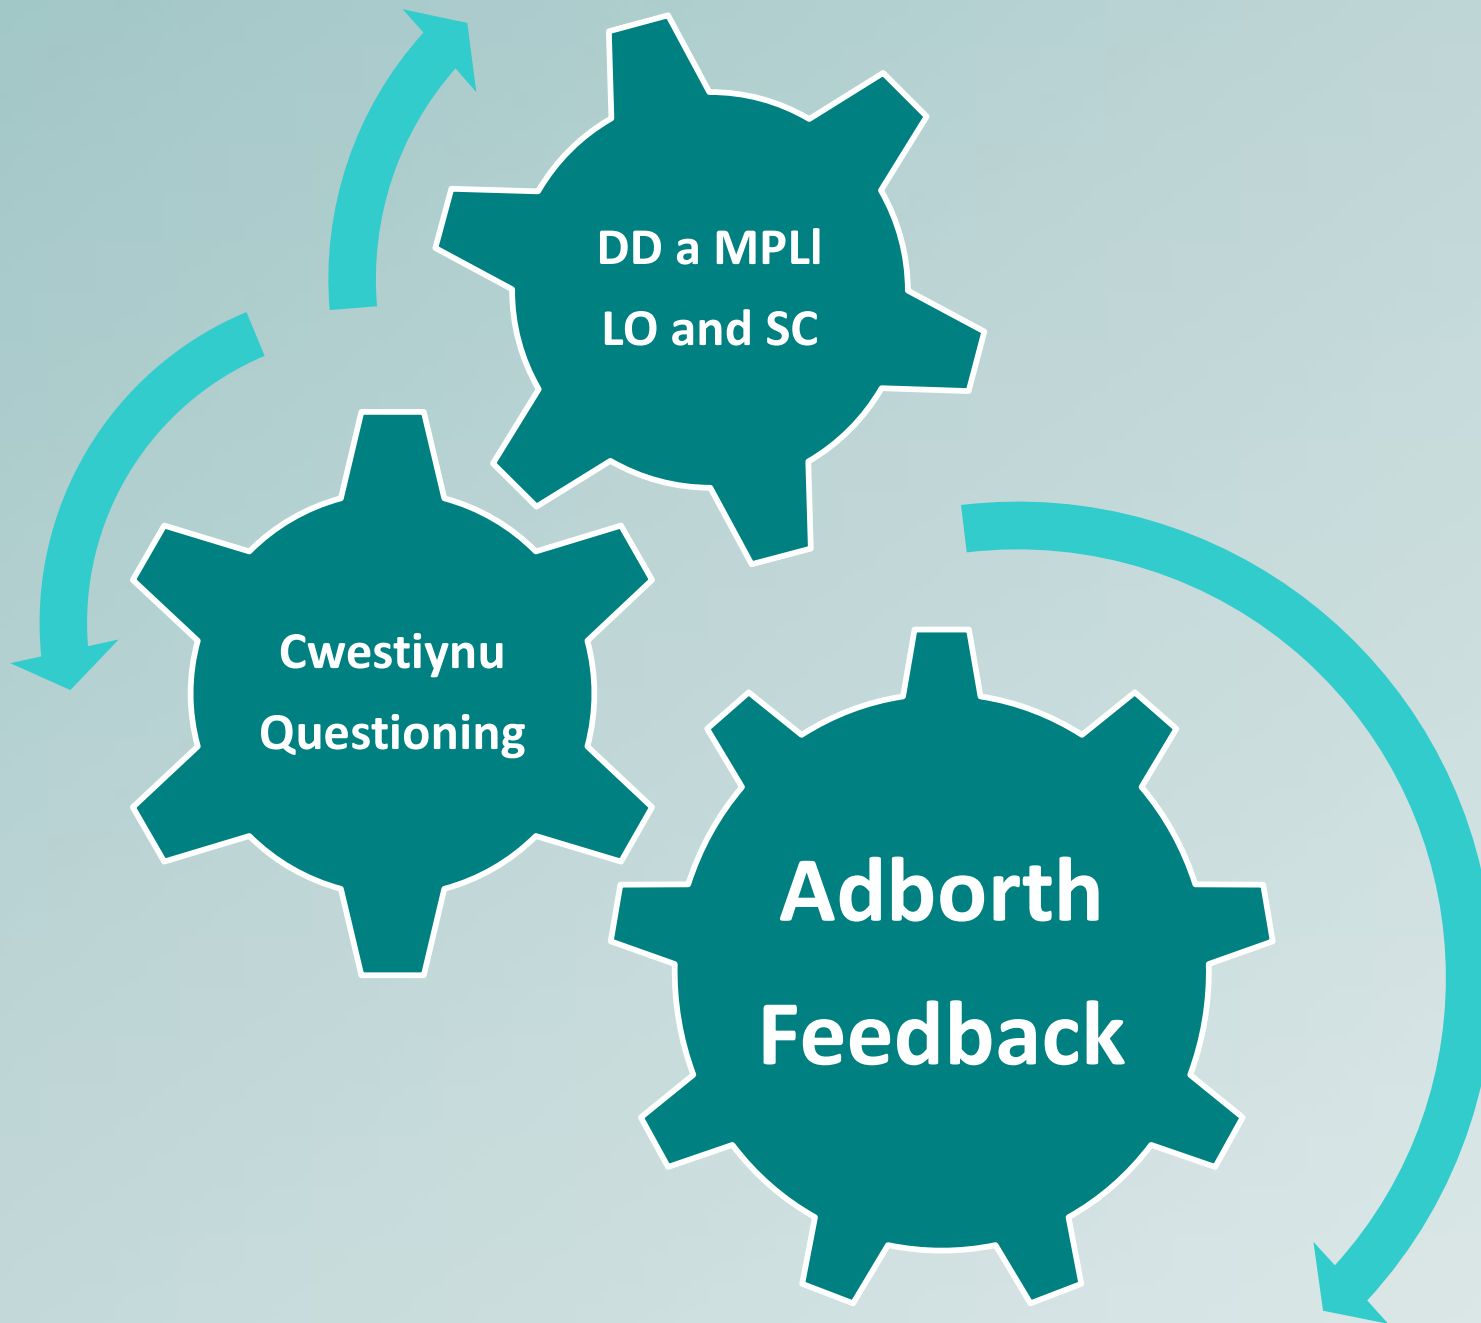 DD a MPLl
LO and SC
Cwestiynu
Questioning
Adborth
Feedback